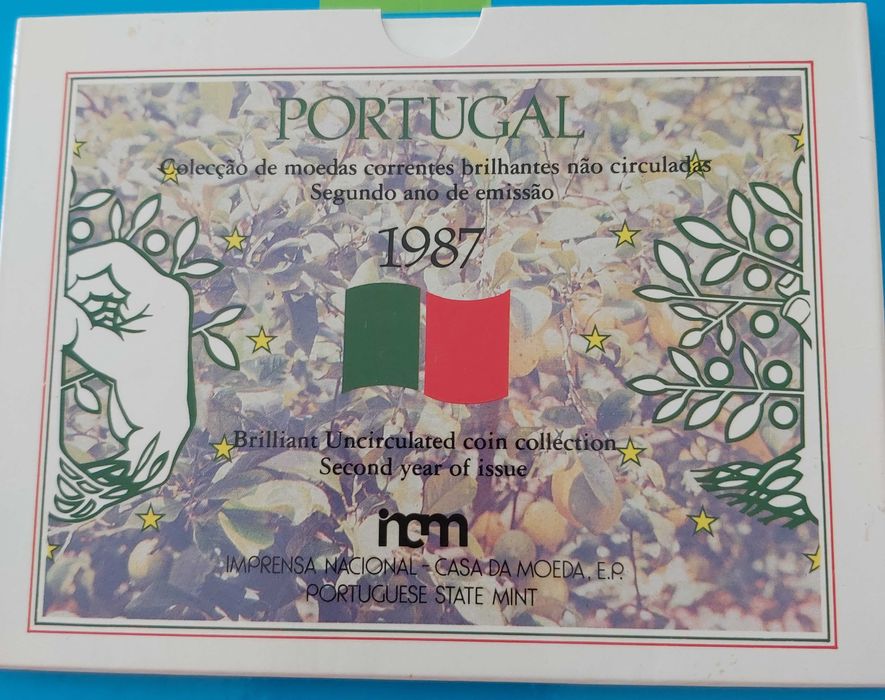 PORTUGAL
Colecção de moedas correntes brilhantes não circuladas
Segundo ano de emissão
1987
Brilliant Uncirculated coin collection
Second year of issue
incm
IMPRENSA NACIONAL - CASA DA MOEDA, E.P.
PORTUGUESE STATE MINT